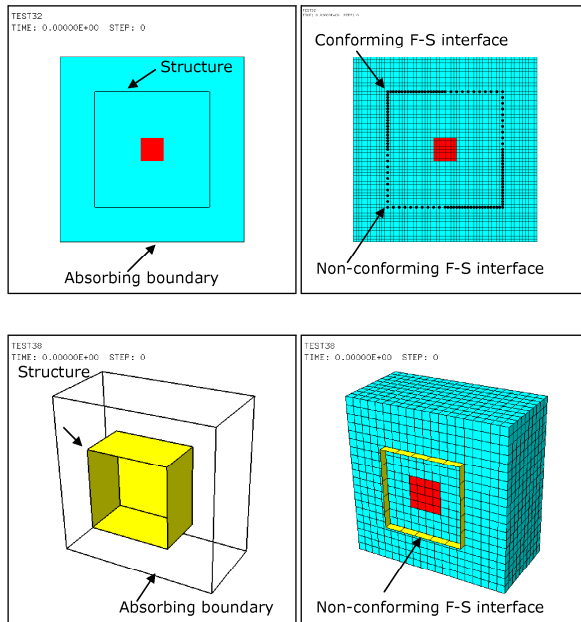 TEST32
TIME: 0.00000E+00 STEP: 0
Structure
Absorbing boundary
TEST32
Conforming F-S interface
Non-conforming F-S interface
TEST38
TIME: 0.00000E+00 STEP: 0
Structure
Absorbing boundary
TEST38
TIME: 0.00000E+00 STEP: 0
Non-conforming F-S interface